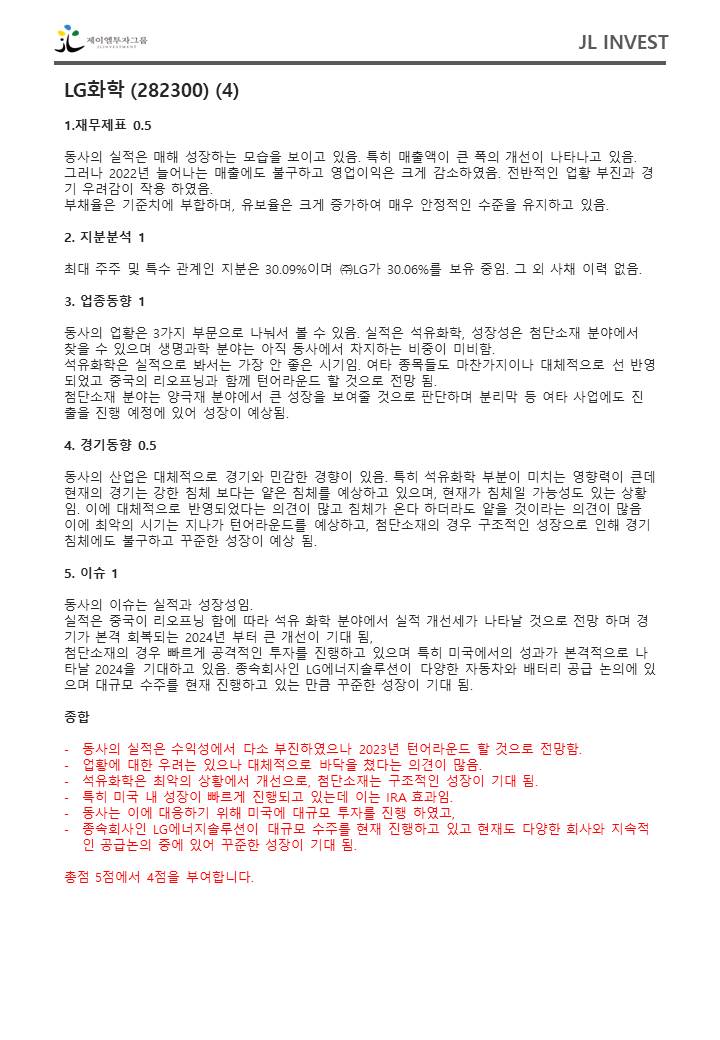 제이엘투자그룹
JLINVESTMENT
JL INVEST
LG화학 (282300) (4)
1.재무제표 0.5
동사의 실적은 매해 성장하는 모습을 보이고 있음. 특히 매출액이 큰 폭의 개선이 나타나고 있음.
그러나 2022년 늘어나는 매출에도 불구하고 영업이익은 크게 감소하였음. 전반적인 업황 부진과 경
기 우려감이 작용 하였음.
부채율은 기준치에 부합하며, 유보율은 크게 증가하여 매우 안정적인 수준을 유지하고 있음.
2. 지분분석 1
최대 주주 및 특수 관계인 지분은 30.09%이며 ㈜LG가 30.06%를 보유 중임. 그 외 사채 이력 없음.
3. 업종동향 1
동사의 업황은 3가지 부문으로 나눠서 볼 수 있음. 실적은 석유화학, 성장성은 첨단소재 분야에서
찾을 수 있으며 생명과학 분야는 아직 동사에서 차지하는 비중이 미비함.
석유화학은 실적으로 봐서는 가장 안 좋은 시기임. 여타 종목들도 마찬가지이나 대체적으로 선 반영
되었고 중국의 리오프닝과 함께 턴어라운드 할 것으로 전망 됨.
첨단소재 분야는 양극재 분야에서 큰 성장을 보여줄 것으로 판단하며 분리막 등 여타 사업에도 진
출을 진행 예정에 있어 성장이 예상됨.
4. 경기동향 0.5
동사의 산업은 대체적으로 경기와 민감한 경향이 있음. 특히 석유화학 부분이 미치는 영향력이 큰데
현재의 경기는 강한 침체 보다는 얕은 침체를 예상하고 있으며, 현재가 침체일 가능성도 있는 상황
임. 이에 대체적으로 반영되었다는 의견이 많고 침체가 온다 하더라도 얕을 것이라는 의견이 많음
이에 최악의 시기는 지나가 턴어라운드를 예상하고, 첨단소재의 경우 구조적인 성장으로 인해 경기
침체에도 불구하고 꾸준한 성장이 예상 됨.
5. 이슈 1
동사의 이슈는 실적과 성장성임.
실적은 중국이 리오프닝 함에 따라 석유 화학 분야에서 실적 개선세가 나타날 것으로 전망 하며 경
기가 본격 회복되는 2024년 부터 큰 개선이 기대 됨,
첨단소재의 경우 빠르게 공격적인 투자를 진행하고 있으며 특히 미국에서의 성과가 본격적으로 나
타날 2024을 기대하고 있음. 종속회사인 LG에너지솔루션이 다양한 자동차와 배터리 공급 논의에 있
으며 대규모 수주를 현재 진행하고 있는 만큼 꾸준한 성장이 기대 됨.
종합
- 동사의 실적은 수익성에서 다소 부진하였으나 2023년 턴어라운드 할 것으로 전망함.
- 업황에 대한 우려는 있으나 대체적으로 바닥을 쳤다는 의견이 많음.
- 석유화학은 최악의 상황에서 개선으로, 첨단소재는 구조적인 성장이 기대 됨.
- 특히 미국 내 성장이 빠르게 진행되고 있는데 이는 IRA 효과임.
- 동사는 이에 대응하기 위해 미국에 대규모 투자를 진행 하였고,
- 종속회사인 LG에너지솔루션이 대규모 수주를 현재 진행하고 있고 현재도 다양한 회사와 지속적
인 공급논의 중에 있어 꾸준한 성장이 기대 됨.
총점 5점에서 4점을 부여합니다.